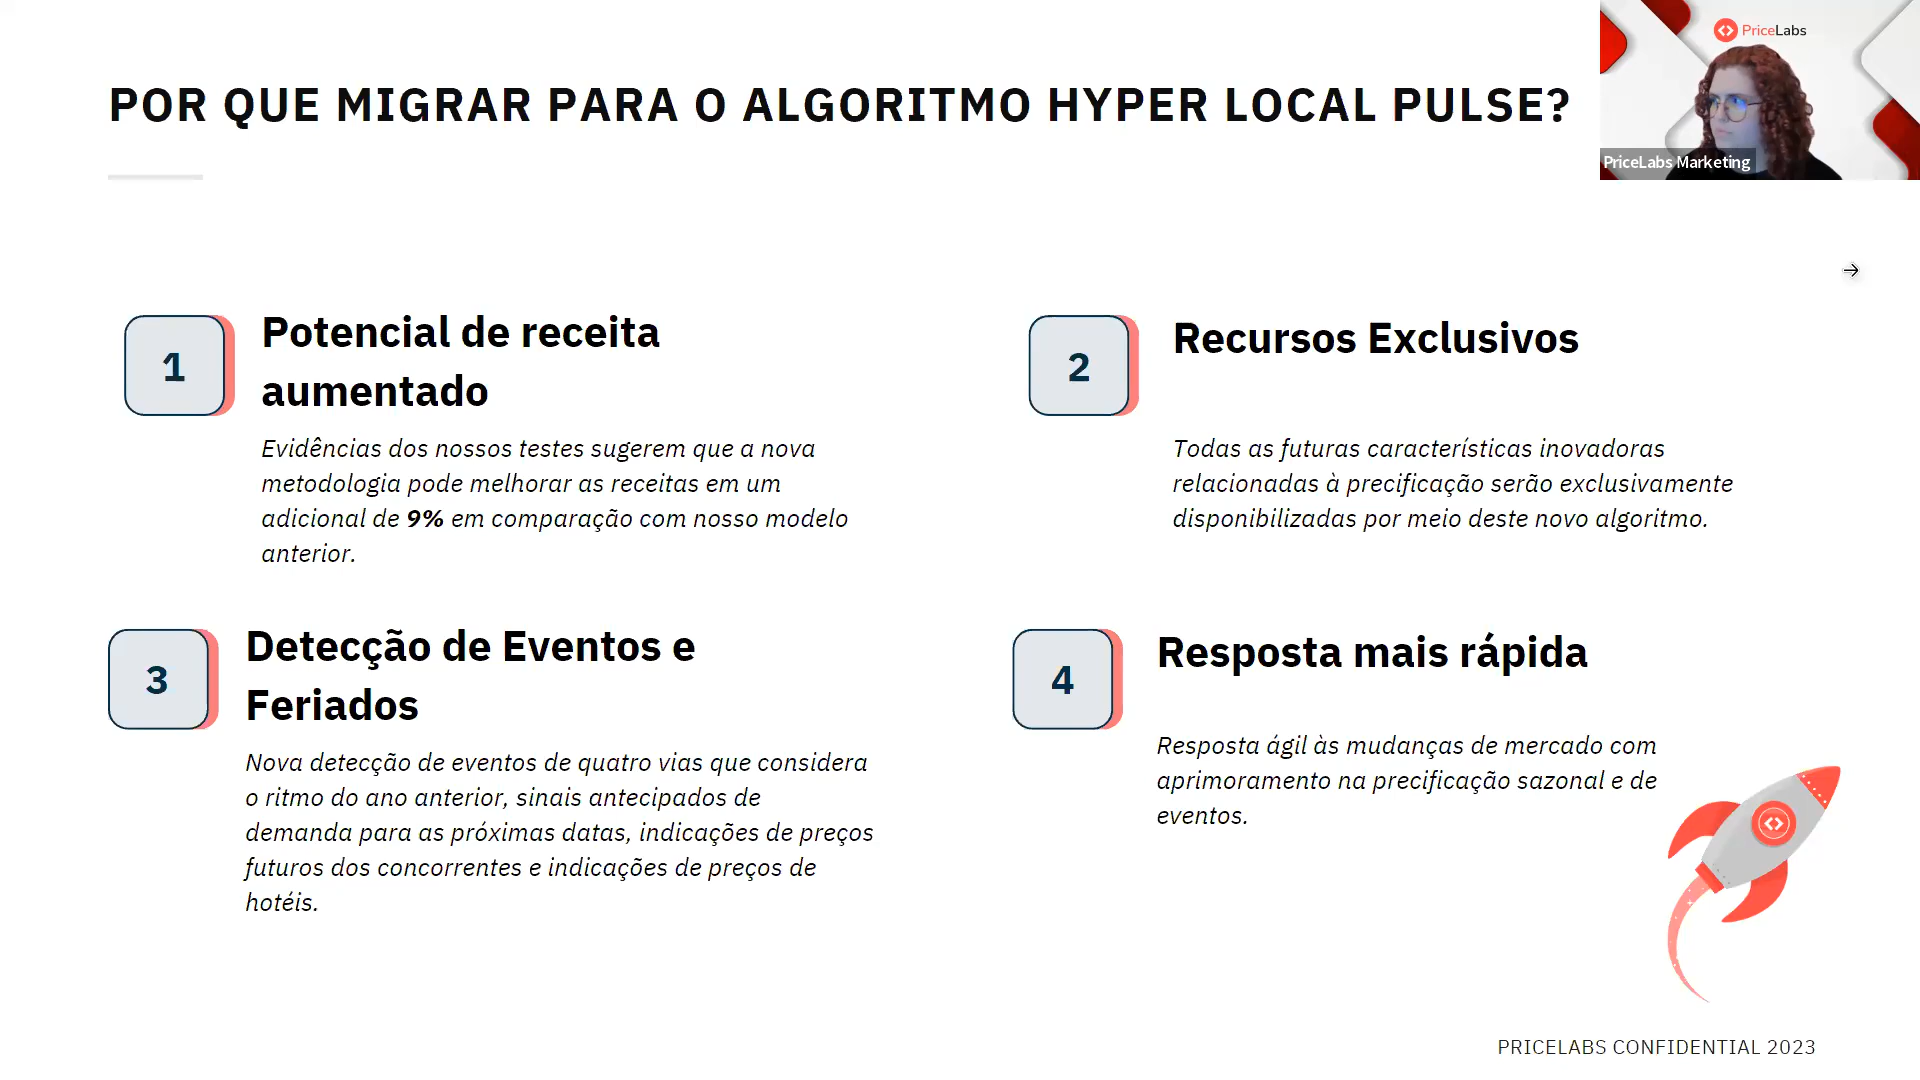 POR QUE MIGRAR PARA O ALGORITMO HYPER LOCAL PULSE?
PriceLabs
PriceLabs Marketing
1
Potencial de receita
aumentado
Evidências dos nossos testes sugerem que a nova
metodologia pode melhorar as receitas em um
adicional de 9% em comparação com nosso modelo
anterior.
2
Recursos Exclusivos
Todas as futuras características inovadoras
relacionadas à precificação serão exclusivamente
disponibilizadas por meio deste novo algoritmo.
3
Detecção de Eventos e
Feriados
Nova detecção de eventos de quatro vias que considera
o ritmo do ano anterior, sinais antecipados de
demanda para as próximas datas, indicações de preços
futuros dos concorrentes e indicações de preços de
hotéis.
4
Resposta mais rápida
Resposta ágil às mudanças de mercado com
aprimoramento na precificação sazonal e de
eventos.
PRICELABS CONFIDENTIAL 2023